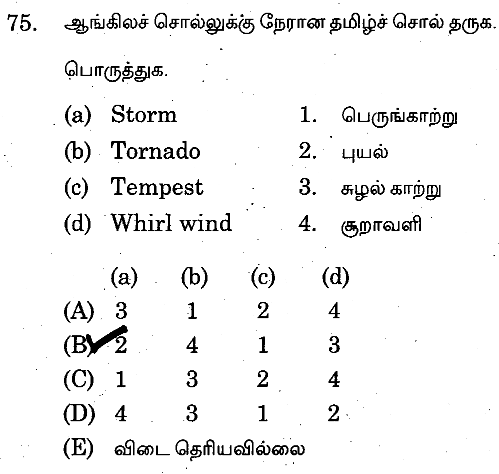 75. ஆங்கிலச் சொல்லுக்கு நேரான தமிழ்ச் சொல் தருக.
பொருத்துக.
(a) Storm 1. பெருங்காற்று
(b) Tornado 2. புயல்
(c) Tempest 3. சுழல் காற்று
(d) Whirl wind 4. சூறாவளி
(a) (b) (c) (d)
(A) 3 1 2 4
(B) 2 4 1 3
(C) 1 3 2 4
(D) 4 3 1 2
(E) விடை தெரியவில்லை